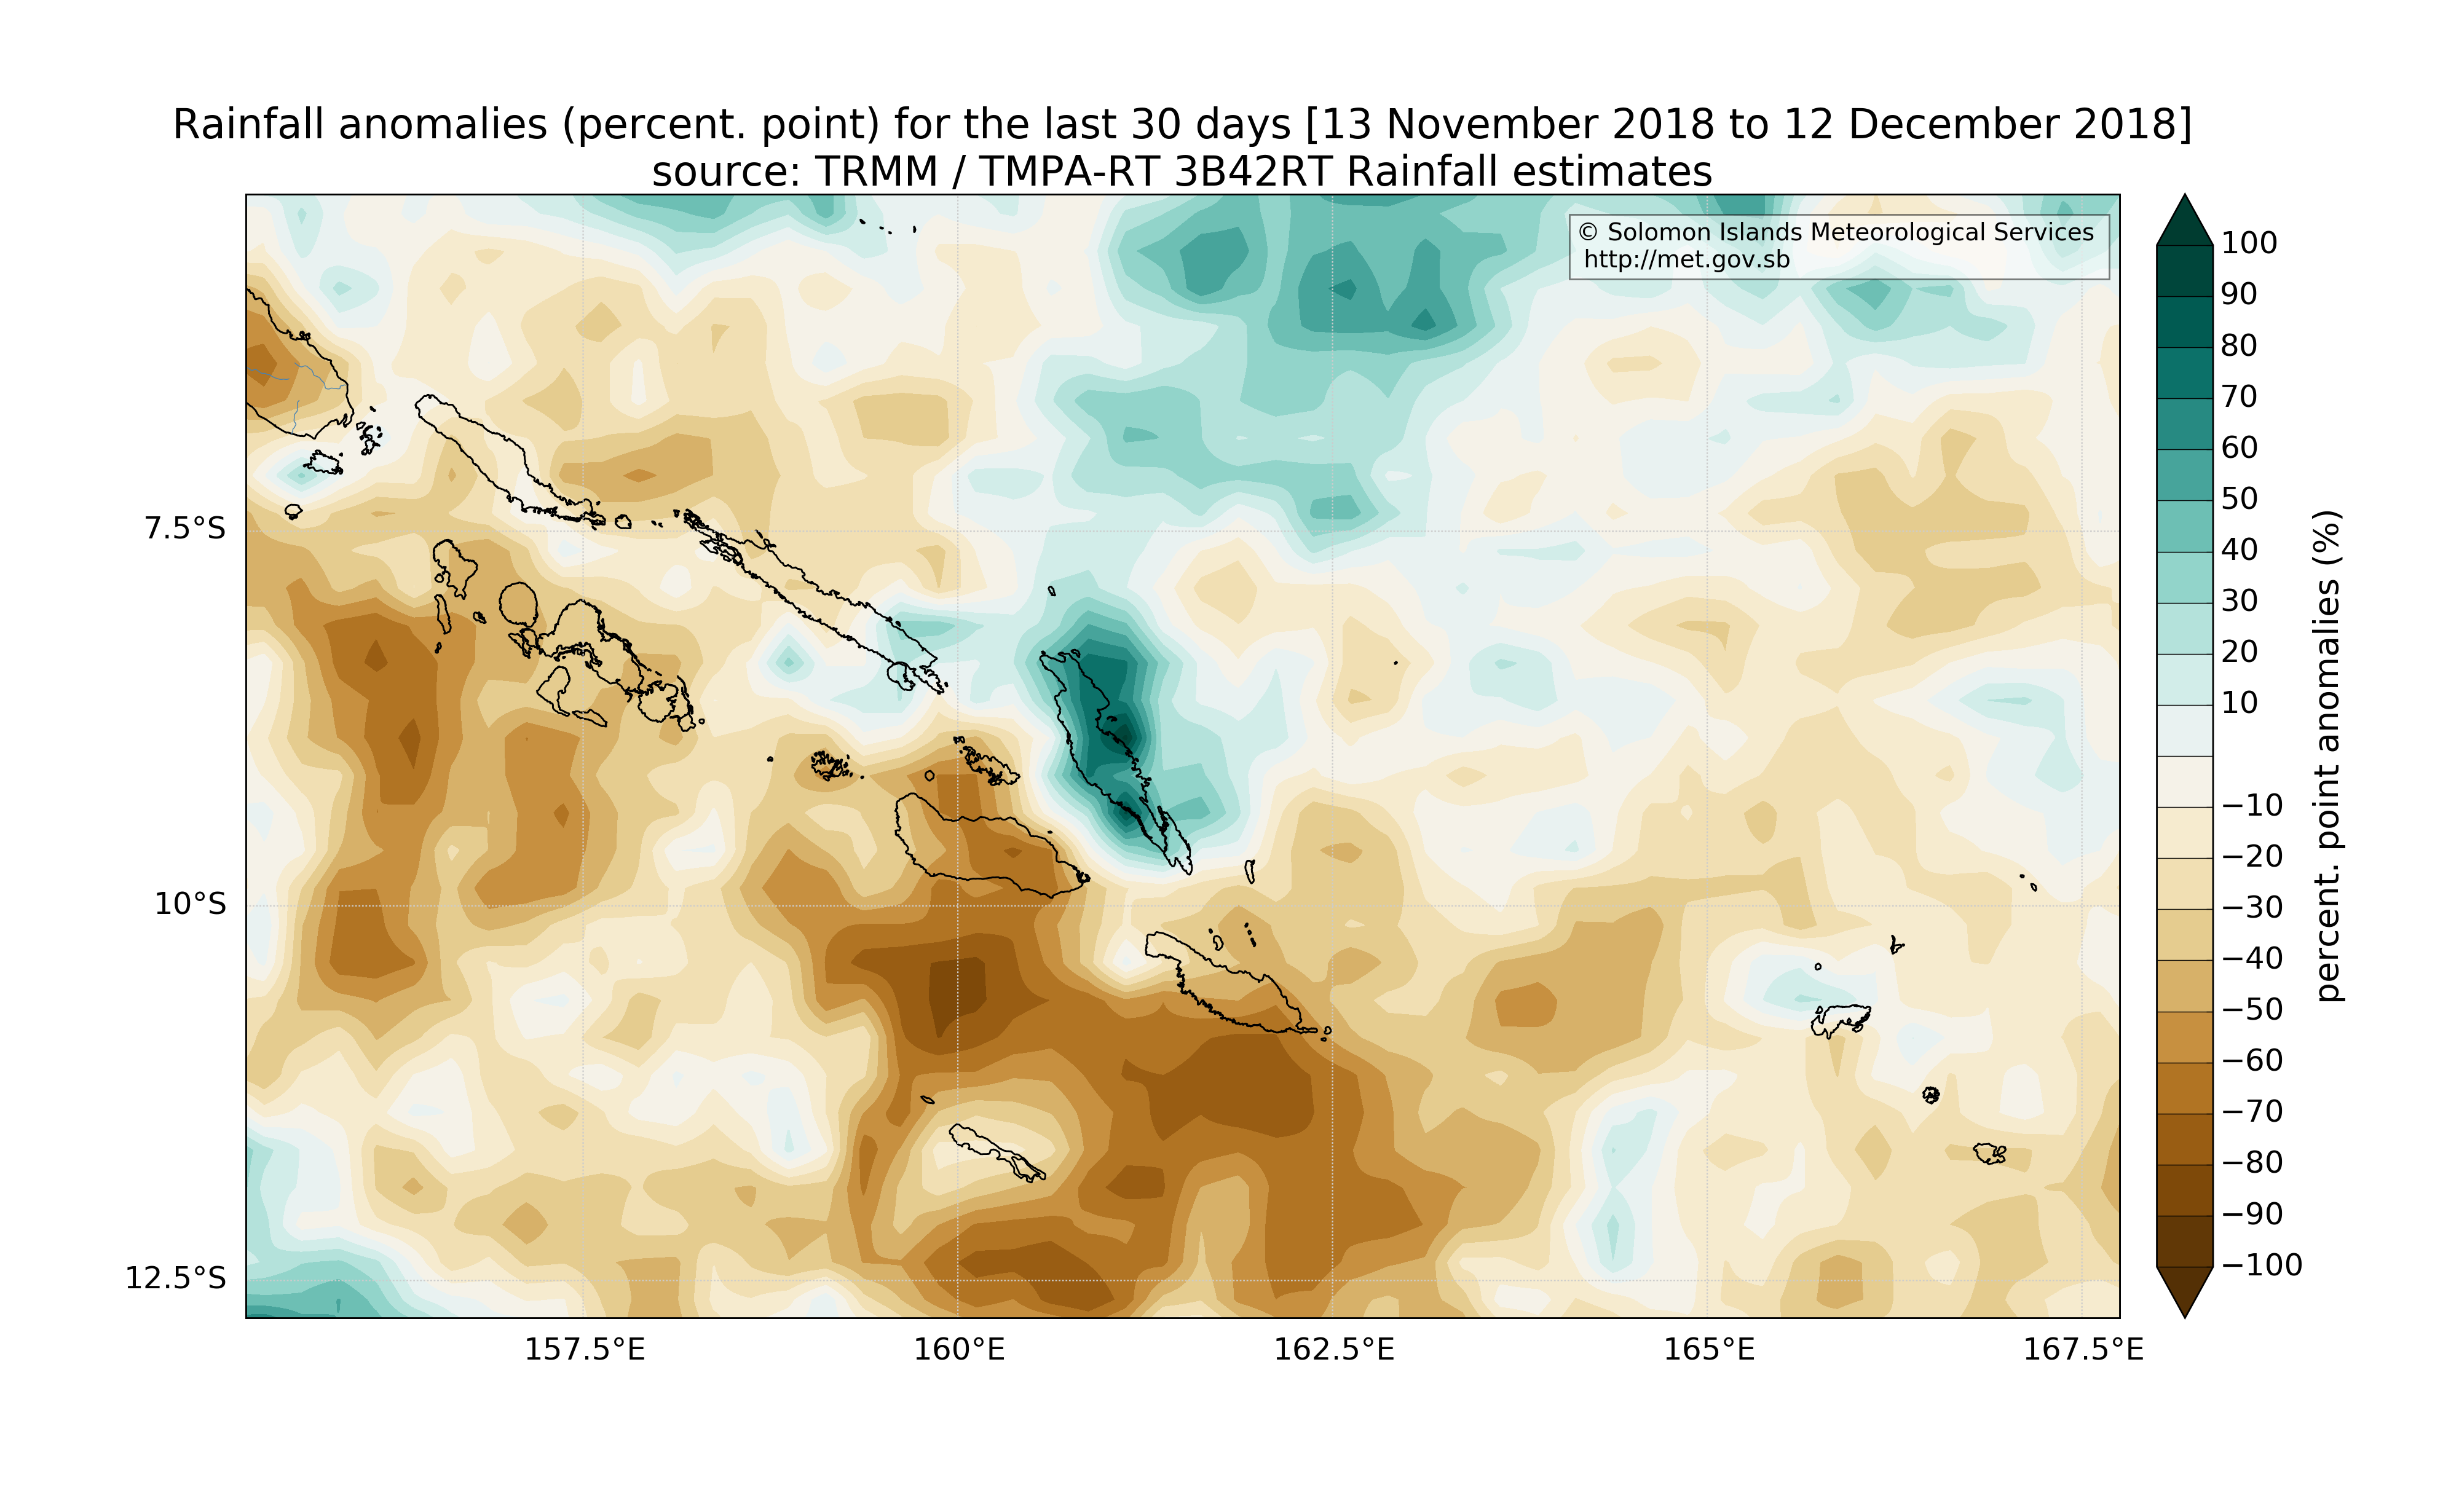 Rainfall anomalies (percent. point) for the last 30 days [13 November 2018 to 12 December 2018]
source: TRMM / TMPA-RT 3B42RT Rainfall estimates
© Solomon Islands Meteorological Services
http://met.gov.sb
7.5°S
10°S
12.5°S
157.5°E
160°E
162.5°E
165°E
167.5°E
100
90
80
70
60
50
40
30
20
10
−10
−20
−30
−40
−50
−60
−70
−80
−90
−100
percent. point anomalies (%)